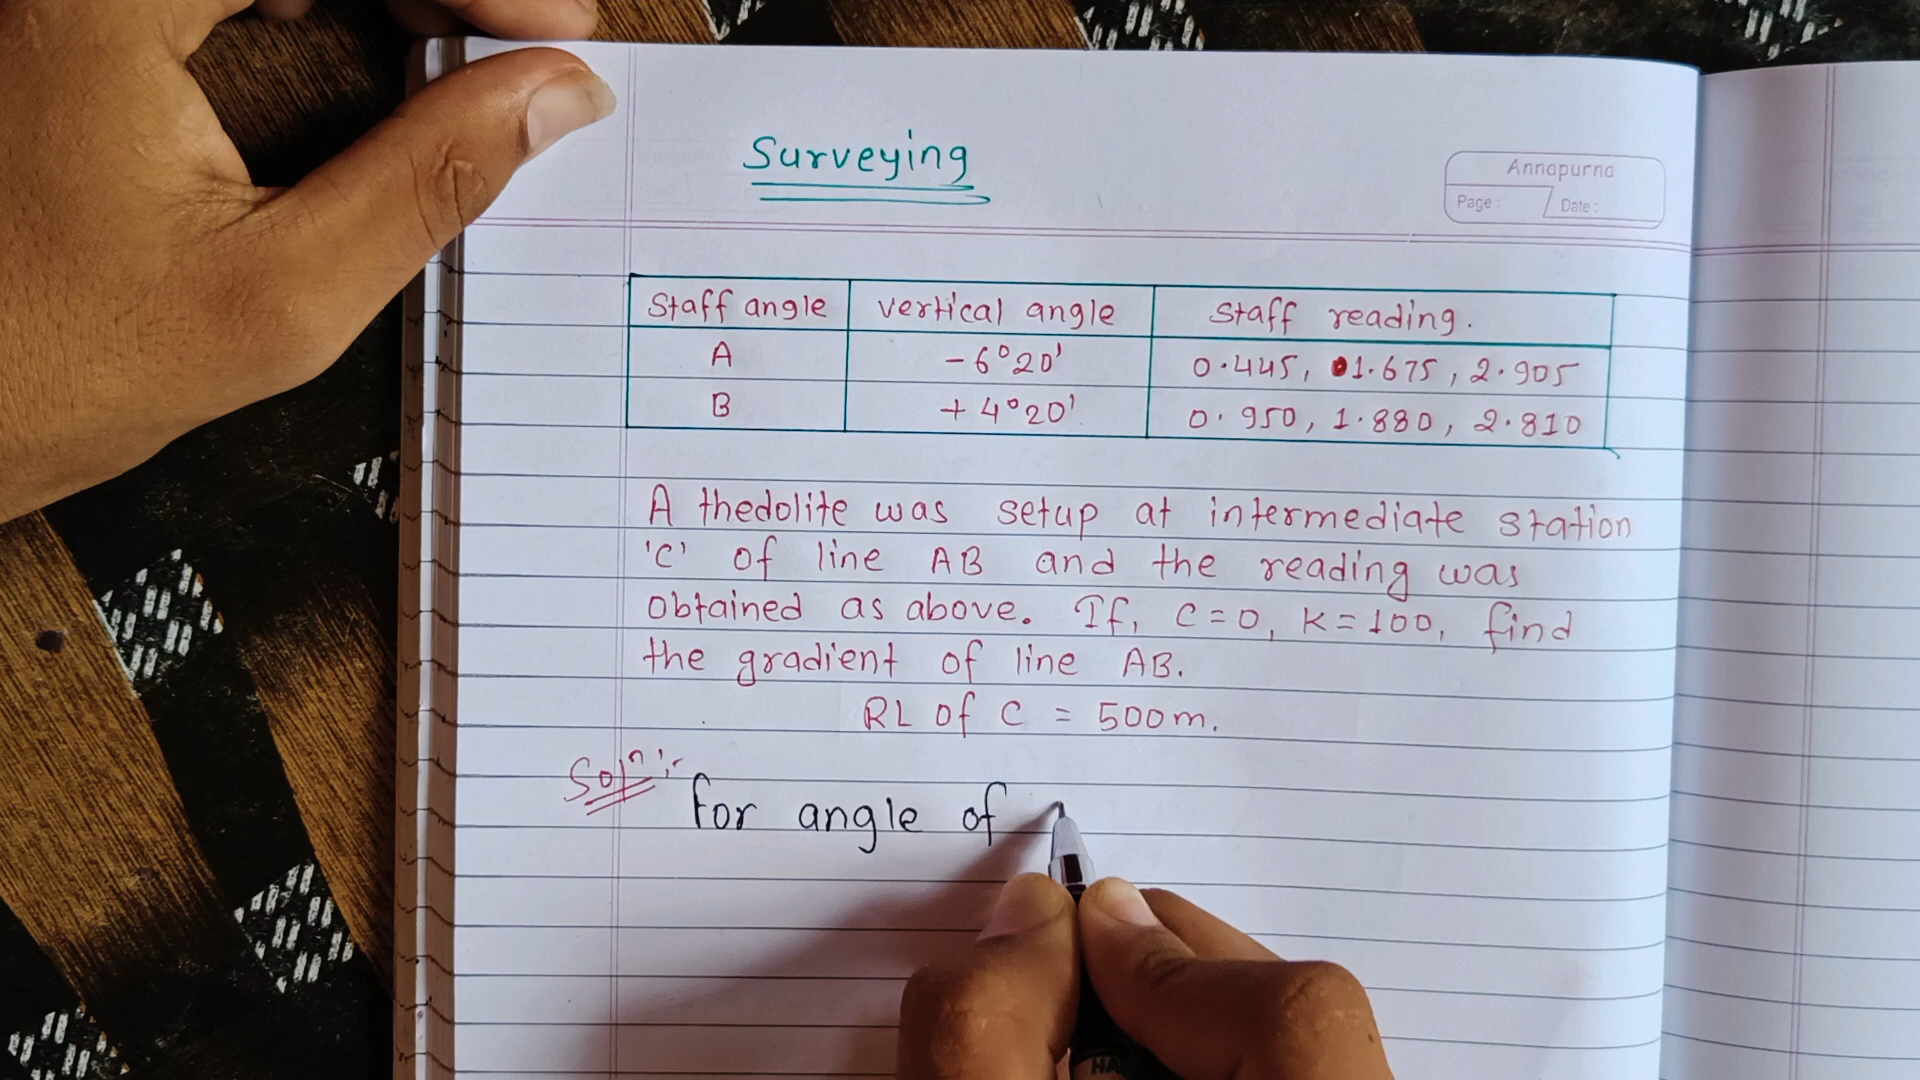 Surveying
Annapurna
Page : Date :
Staff angle vertical angle Staff reading.
A - 6°20' 0.445, 1.675, 2.905
B + 4°20' 0.950, 1.880, 2.810
A thedolite was setup at intermediate station
'C' of line AB and the reading was
obtained as above. If, C=0, K=100, find
the gradient of line AB.
RL of C = 500m.
Soln:-
for angle of